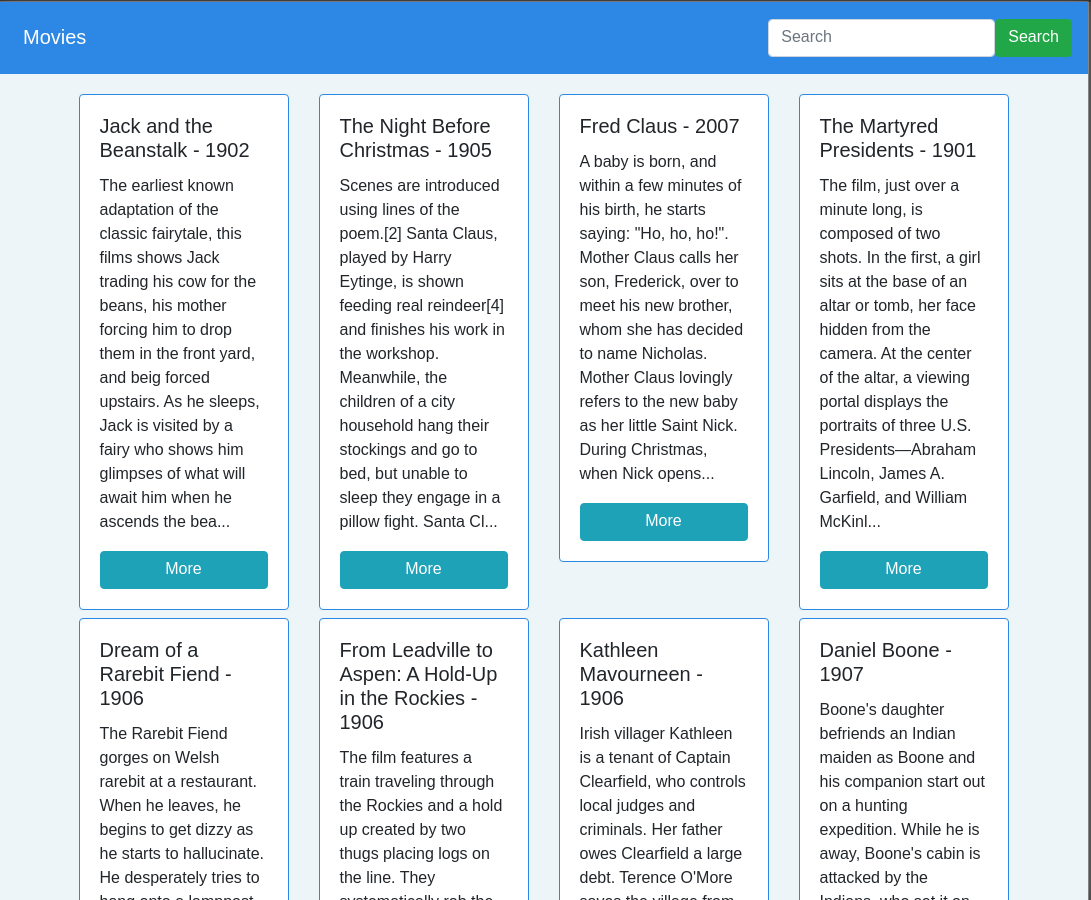 Movies
Search
Search
Jack and the
Beanstalk - 1902
The earliest known
adaptation of the
classic fairytale, this
films shows Jack
trading his cow for the
beans, his mother
forcing him to drop
them in the front yard,
and beig forced
upstairs. As he sleeps,
Jack is visited by a
fairy who shows him
glimpses of what will
await him when he
ascends the bea...
More
The Night Before
Christmas - 1905
Scenes are introduced
using lines of the
poem.[2] Santa Claus,
played by Harry
Eytinge, is shown
feeding real reindeer[4]
and finishes his work in
the workshop.
Meanwhile, the
children of a city
household hang their
stockings and go to
bed, but unable to
sleep they engage in a
pillow fight. Santa Cl...
More
Fred Claus - 2007
A baby is born, and
within a few minutes of
his birth, he starts
saying: "Ho, ho, ho!".
Mother Claus calls her
son, Frederick, over to
meet his new brother,
whom she has decided
to name Nicholas.
Mother Claus lovingly
refers to the new baby
as her little Saint Nick.
During Christmas,
when Nick opens...
More
The Martyred
Presidents - 1901
The film, just over a
minute long, is
composed of two
shots. In the first, a girl
sits at the base of an
altar or tomb, her face
hidden from the
camera. At the center
of the altar, a viewing
portal displays the
portraits of three U.S.
Presidents—Abraham
Lincoln, James A.
Garfield, and William
McKinl...
More
Dream of a
Rarebit Fiend -
1906
The Rarebit Fiend
gorges on Welsh
rarebit at a restaurant.
When he leaves, he
begins to get dizzy as
he starts to hallucinate.
He desperately tries to
hang onto a lamppost
From Leadville to
Aspen: A Hold-Up
in the Rockies -
1906
The film features a
train traveling through
the Rockies and a hold
up created by two
thugs placing logs on
the line. They
systematically rob the
Kathleen
Mavourneen -
1906
Irish villager Kathleen
is a tenant of Captain
Clearfield, who controls
local judges and
criminals. Her father
owes Clearfield a large
debt. Terence O'More
saves the village from
Daniel Boone -
1907
Boone's daughter
befriends an Indian
maiden as Boone and
his companion start out
on a hunting
expedition. While he is
away, Boone's cabin is
attacked by the
Indians, who set it on